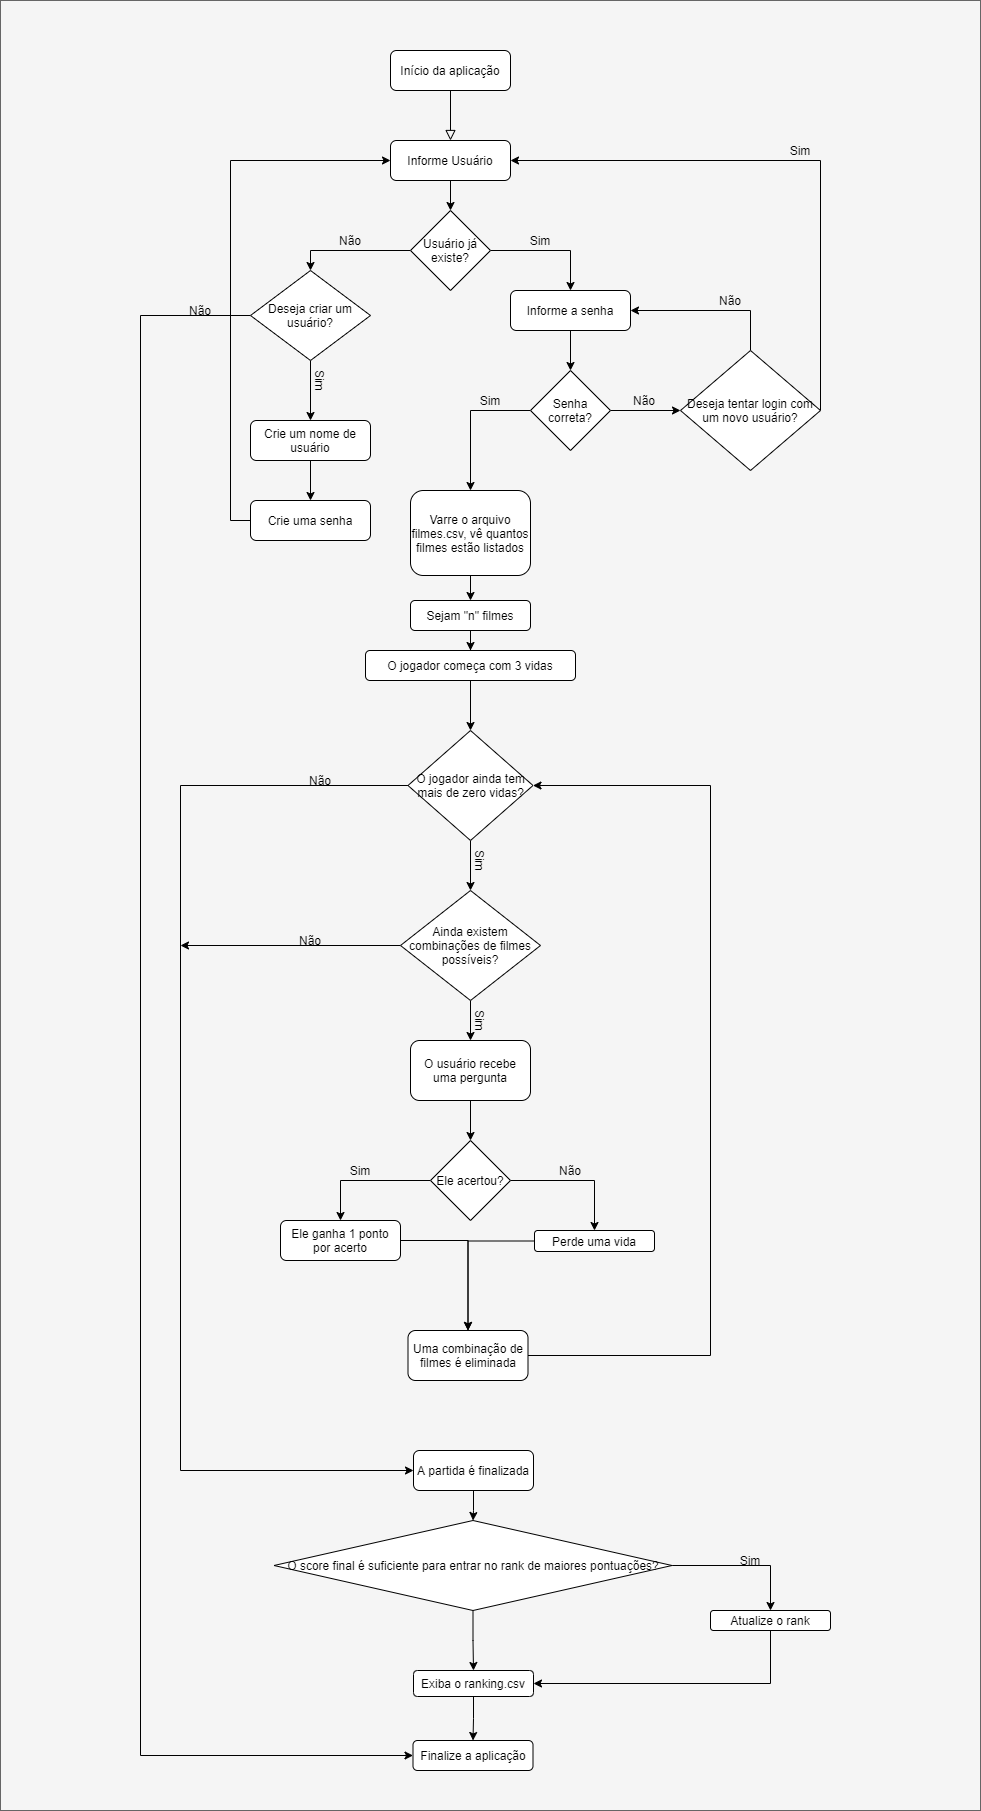 Início da aplicação
Informe Usuário
Sim
Usuário já
existe?
Não
Sim
Deseja criar um
usuário?
Não
Sim
Informe a senha
Não
Senha
correta?
Sim
Não
Deseja tentar login com
um novo usuário?
Crie um nome de
usuário
Crie uma senha
Varre o arquivo
filmes.csv, vê quantos
filmes estão listados
Sejam "n" filmes
O jogador começa com 3 vidas
O jogador ainda tem
mais de zero vidas?
Não
Sim
Ainda existem
combinações de filmes
possíveis?
Não
Sim
O usuário recebe
uma pergunta
Ele acertou?
Sim
Não
Ele ganha 1 ponto
por acerto
Perde uma vida
Uma combinação de
filmes é eliminada
A partida é finalizada
O score final é suficiente para entrar no rank de maiores pontuações?
Sim
Atualize o rank
Exiba o ranking.csv
Finalize a aplicação